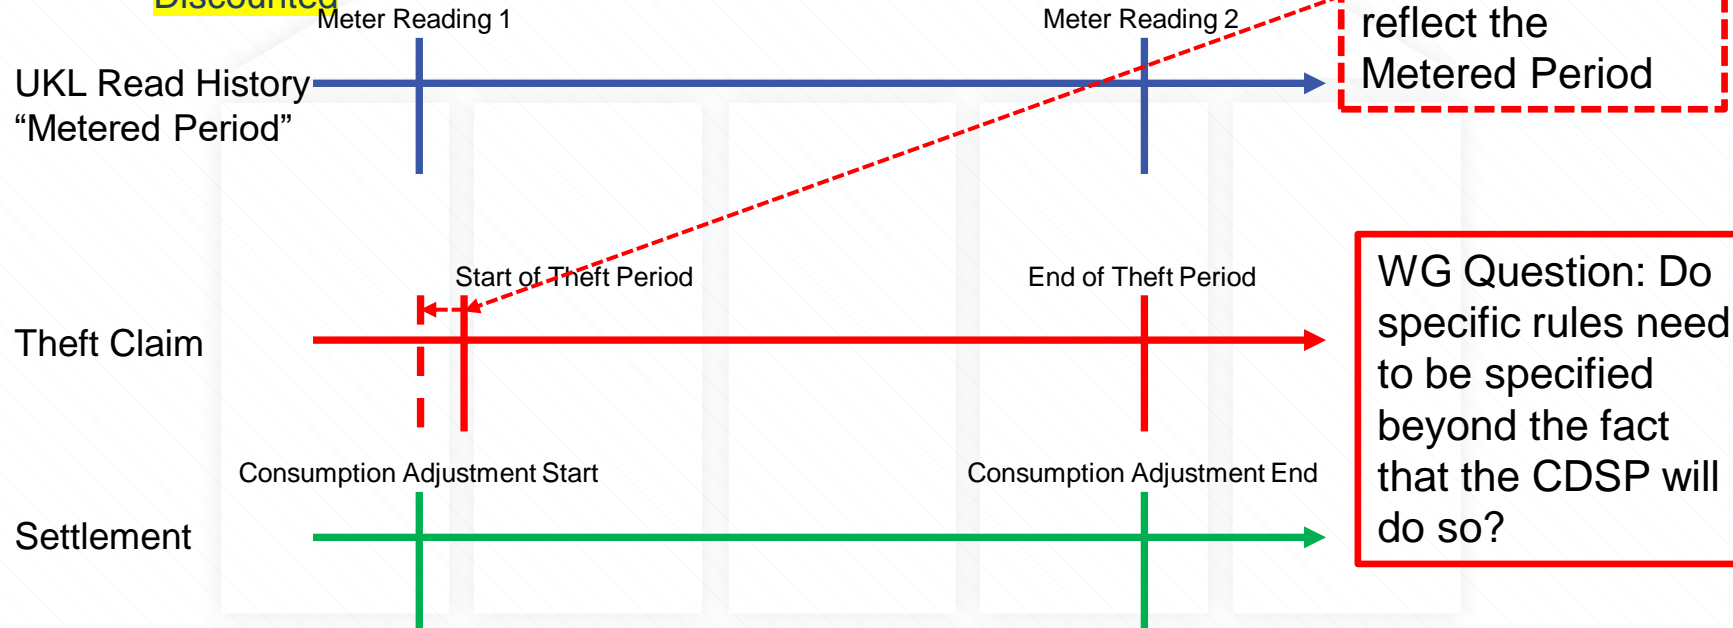 Discounted
Meter Reading 1
Meter Reading 2
reflect the
Metered Period
UKL Read History
“Metered Period”
Start of Theft Period
End of Theft Period
Theft Claim
WG Question: Do
specific rules need
to be specified
beyond the fact
that the CDSP will
do so?
Consumption Adjustment Start
Consumption Adjustment End
Settlement